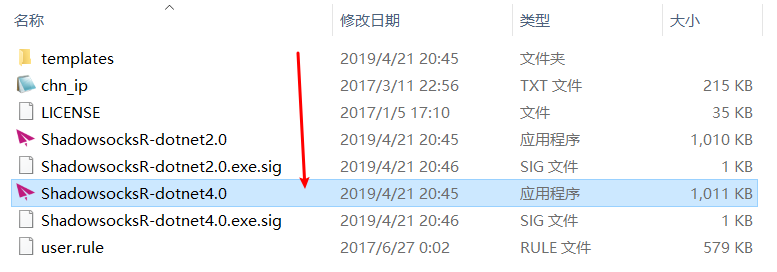 名称 修改日期 类型 大小
templates 2019/4/21 20:45 文件夹
chn_ip 2017/3/11 22:56 TXT 文件 215 KB
LICENSE 2017/1/5 17:10 文件 35 KB
ShadowsocksR-dotnet2.0 2019/4/21 20:45 应用程序 1,010 KB
ShadowsocksR-dotnet2.0.exe.sig 2019/4/21 20:46 SIG 文件 1 KB
ShadowsocksR-dotnet4.0 2019/4/21 20:45 应用程序 1,011 KB
ShadowsocksR-dotnet4.0.exe.sig 2019/4/21 20:46 SIG 文件 1 KB
user.rule 2017/6/27 0:02 RULE 文件 579 KB